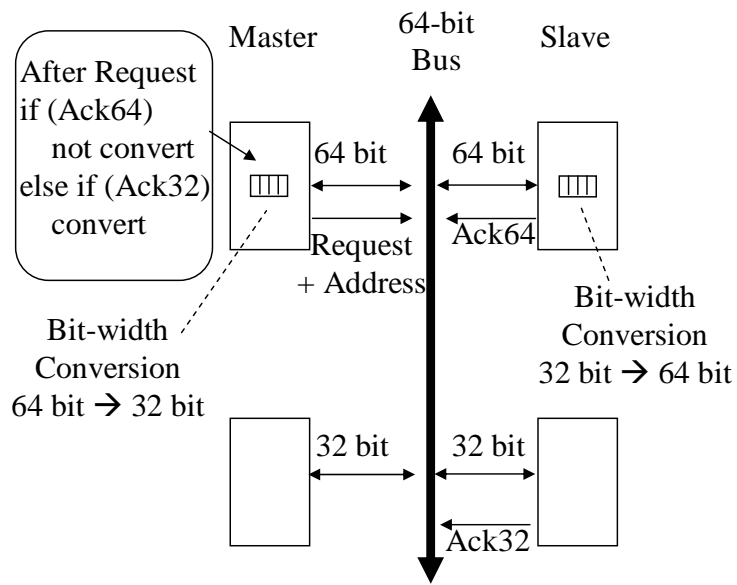 Master
64-bit
Bus
Slave
After Request
if (Ack64)
not convert
else if (Ack32)
convert
64 bit
64 bit
Request
+ Address
Ack64
Bit-width
Conversion
64 bit → 32 bit
Bit-width
Conversion
32 bit → 64 bit
32 bit
32 bit
Ack32